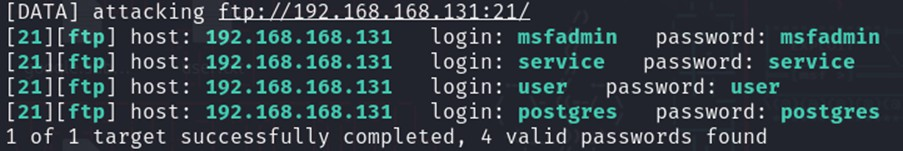 [DATA] attacking ftp://192.168.168.131:21/
[21][ftp] host: 192.168.168.131   login: msfadmin   password: msfadmin
[21][ftp] host: 192.168.168.131   login: service   password: service
[21][ftp] host: 192.168.168.131   login: user   password: user
[21][ftp] host: 192.168.168.131   login: postgres   password: postgres
1 of 1 target successfully completed, 4 valid passwords found